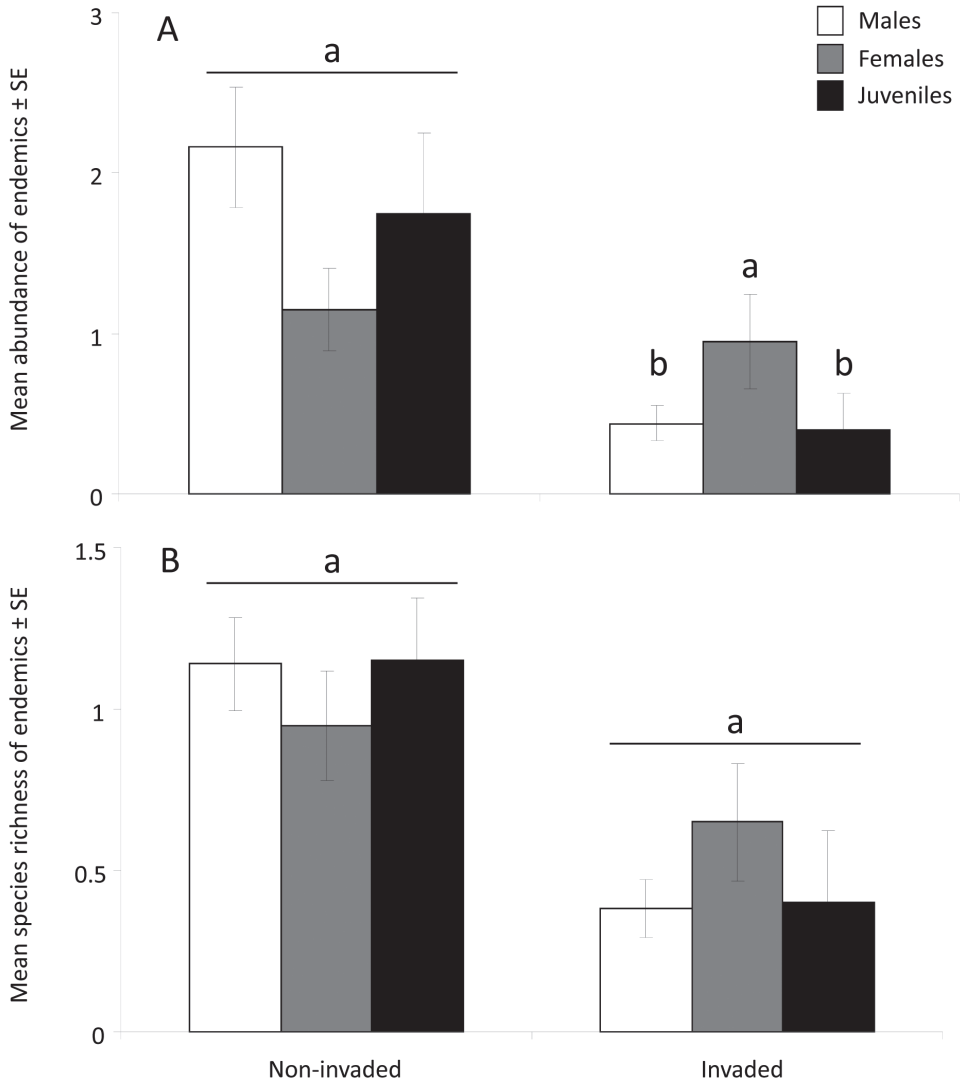 A
Males
Females
Juveniles
Mean abundance of endemics ± SE
3
2
1
0
a
b
a
b
B
Mean species richness of endemics ± SE
1.5
1
0.5
0
a
a
Non-invaded
Invaded